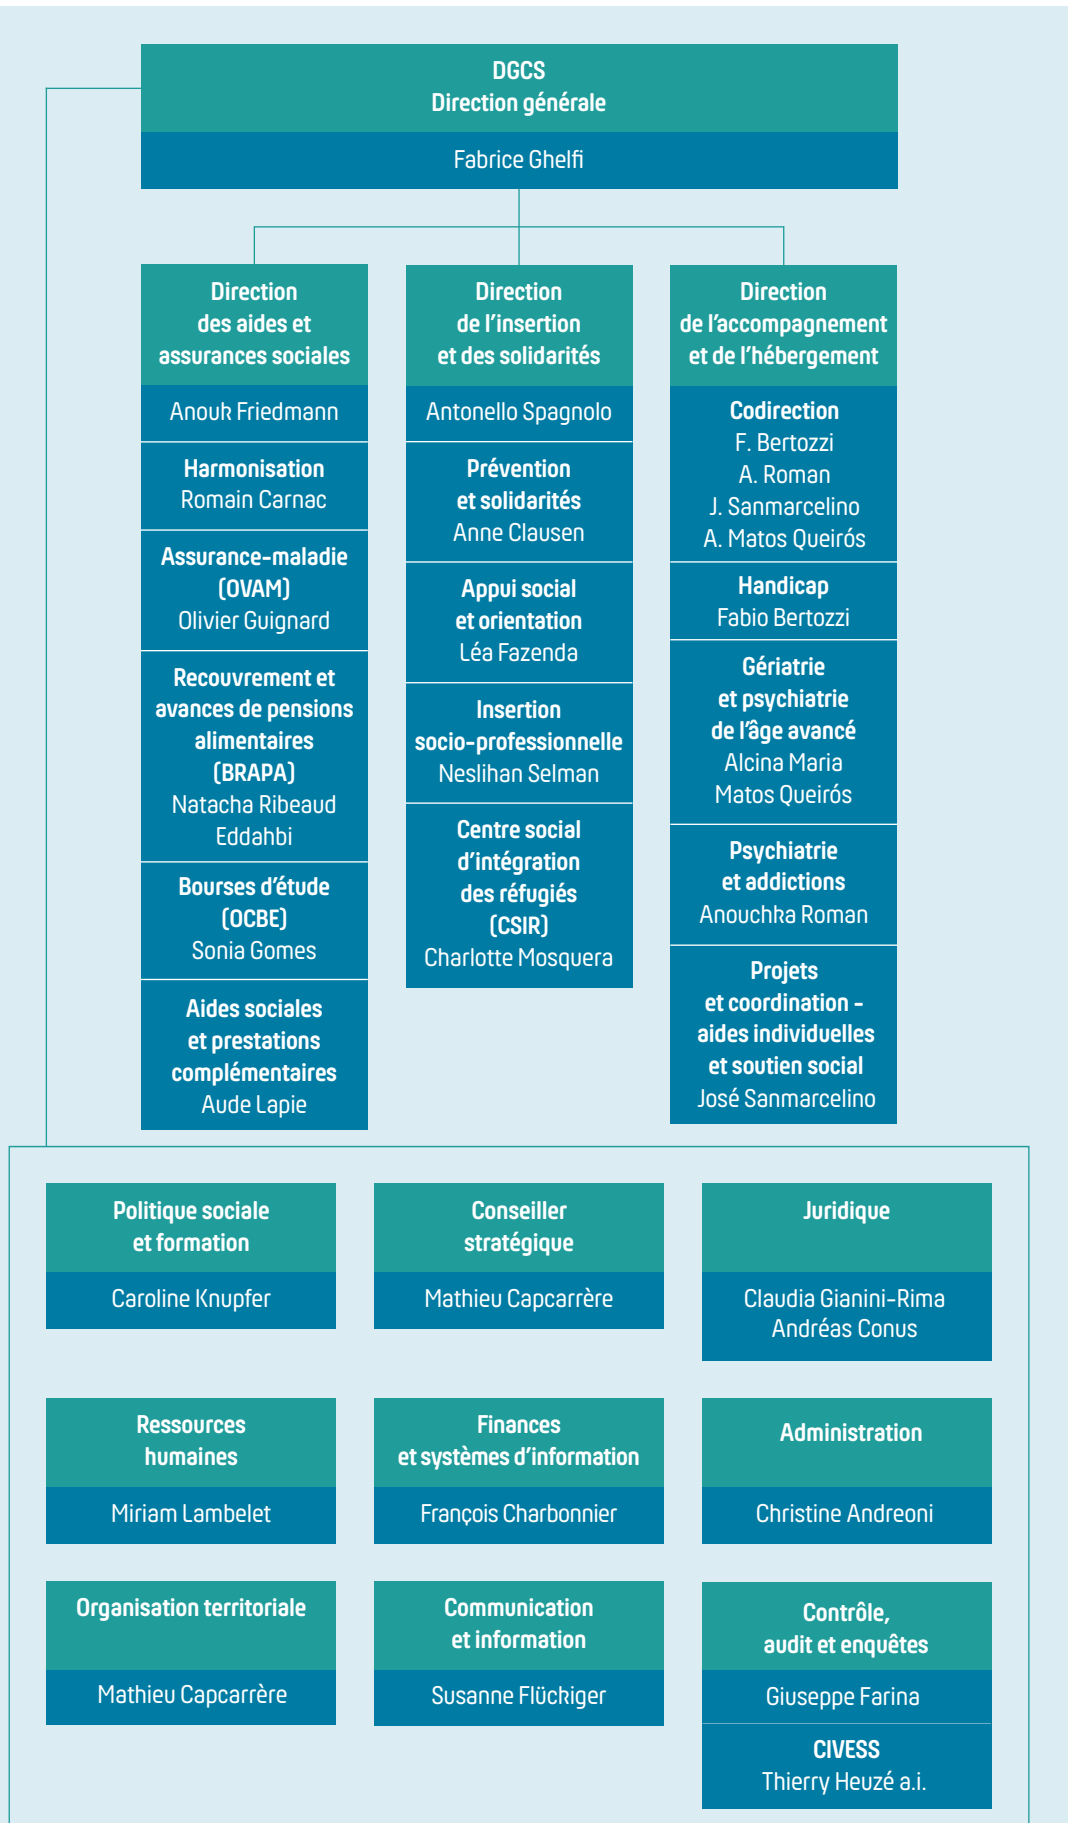 DGCS
Direction générale
Fabrice Ghelfi
Direction
des aides et
assurances sociales
Anouk Friedmann
Harmonisation
Romain Carnac
Assurance-maladie
(OVAM)
Olivier Guignard
Recouvrement et
avances de pensions
alimentaires
(BRAPA)
Natacha Ribeaud
Eddahbi
Bourses d’étude
(OCBE)
Sonia Gomes
Aides sociales
et prestations
complémentaires
Aude Lapie
Direction
de l’insertion
et des solidarités
Antonello Spagnolo
Prévention
et solidarités
Anne Clausen
Appui social
et orientation
Léa Fazenda
Insertion
socio-professionnelle
Neslihan Selman
Centre social
d’intégration
des réfugiés
(CSIR)
Charlotte Mosquera
Direction
de l’accompagnement
et de l’hébergement
Codirection
F. Bertozzi
A. Roman
J. Sanmarcelino
A. Matos Queirós
Handicap
Fabio Bertozzi
Gériatrie
et psychiatrie
de l’âge avancé
Alcina Maria
Matos Queirós
Psychiatrie
et addictions
Anouchka Roman
Projets
et coordination -
aides individuelles
et soutien social
José Sanmarcelino
Politique sociale
et formation
Caroline Knupfer
Conseiller
stratégique
Mathieu Capcarrère
Juridique
Claudia Gianini-Rima
Andréas Conus
Ressources
humaines
Miriam Lambelet
Finances
et systèmes d’information
François Charbonnier
Administration
Christine Andreoni
Organisation territoriale
Mathieu Capcarrère
Communication
et information
Susanne Flückiger
Contrôle,
audit et enquêtes
Giuseppe Farina
CIVESS
Thierry Heuzé a.i.